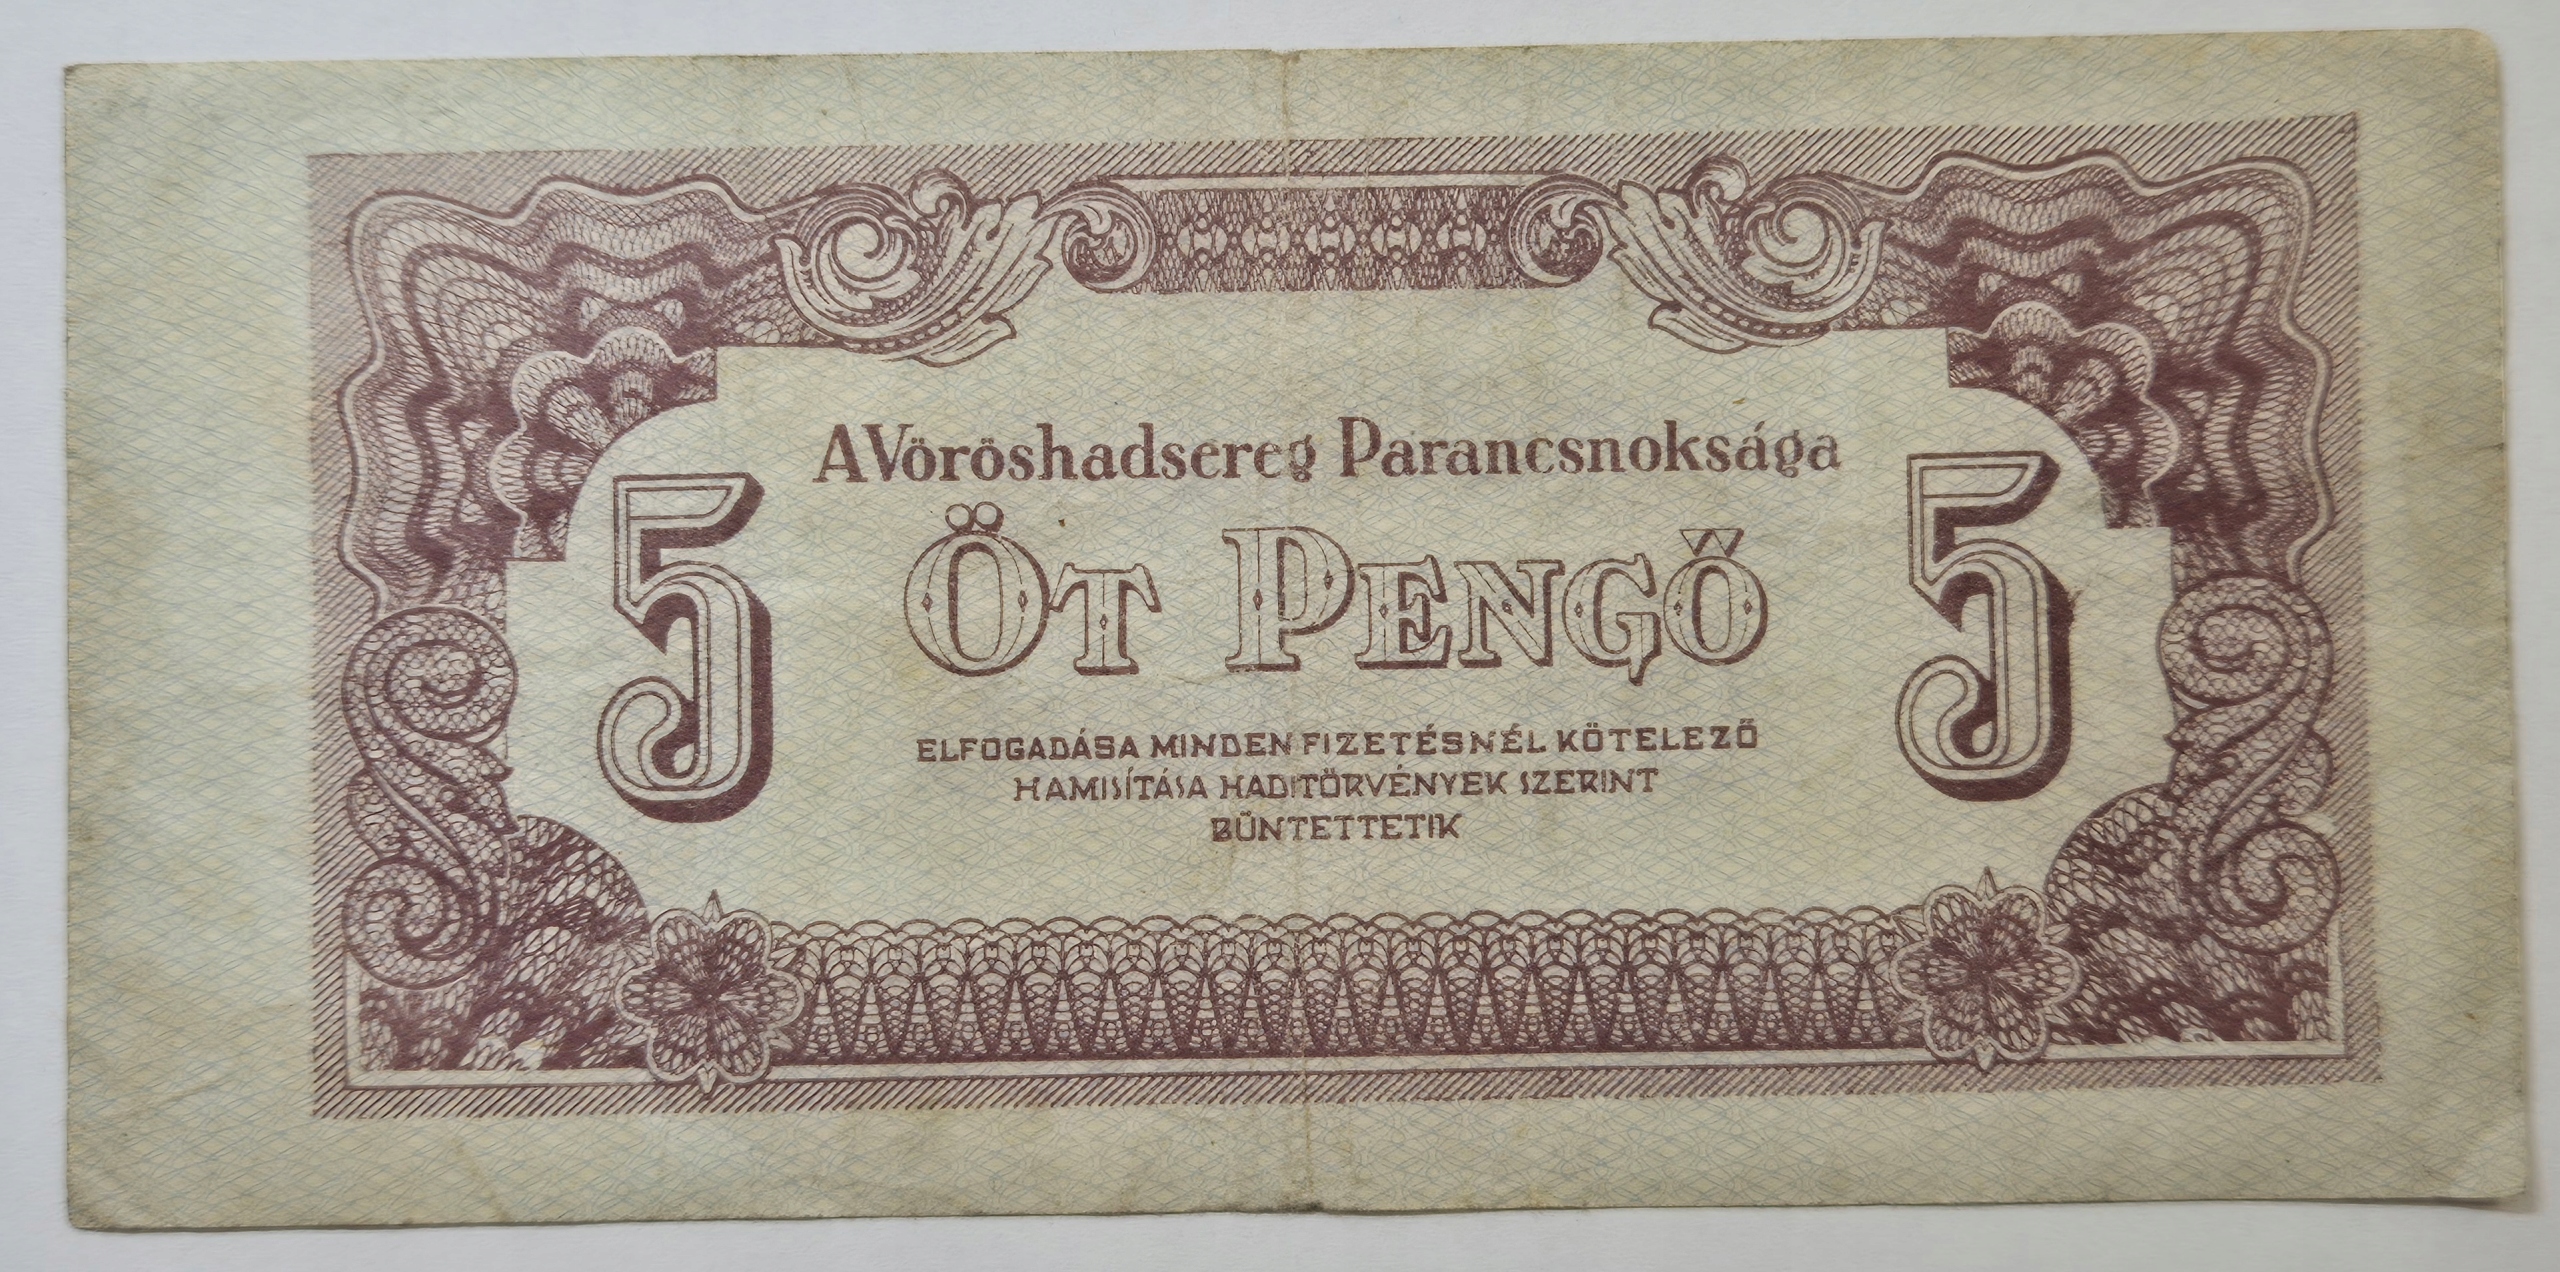 A Vöröshadsereg Parancsnoksága
5 ÖT PENGŐ 5
ELFOGADÁSA MINDEN FIZETÉSNÉL KÖTELEZŐ
HAMISÍTÁSA HADITÖRVÉNYEK SZERINT
BÜNTETTETIK